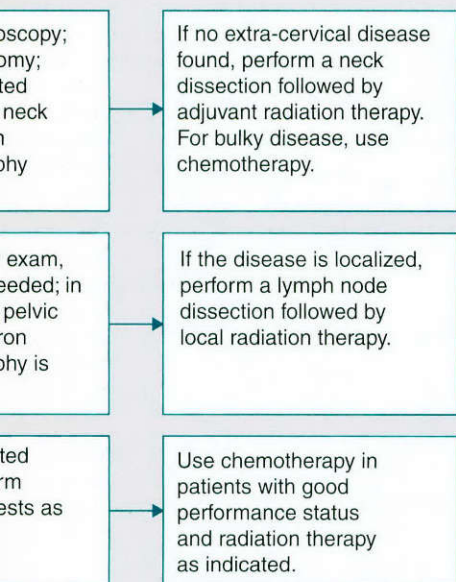 oscopy;
omy;
ted
neck
n
phy
If no extra-cervical disease
found, perform a neck
dissection followed by
adjuvant radiation therapy.
For bulky disease, use
chemotherapy.
exam,
eeded; in
pelvic
ron
phy is
If the disease is localized,
perform a lymph node
dissection followed by
local radiation therapy.
ted
rm
ests as
Use chemotherapy in
patients with good
performance status
and radiation therapy
as indicated.